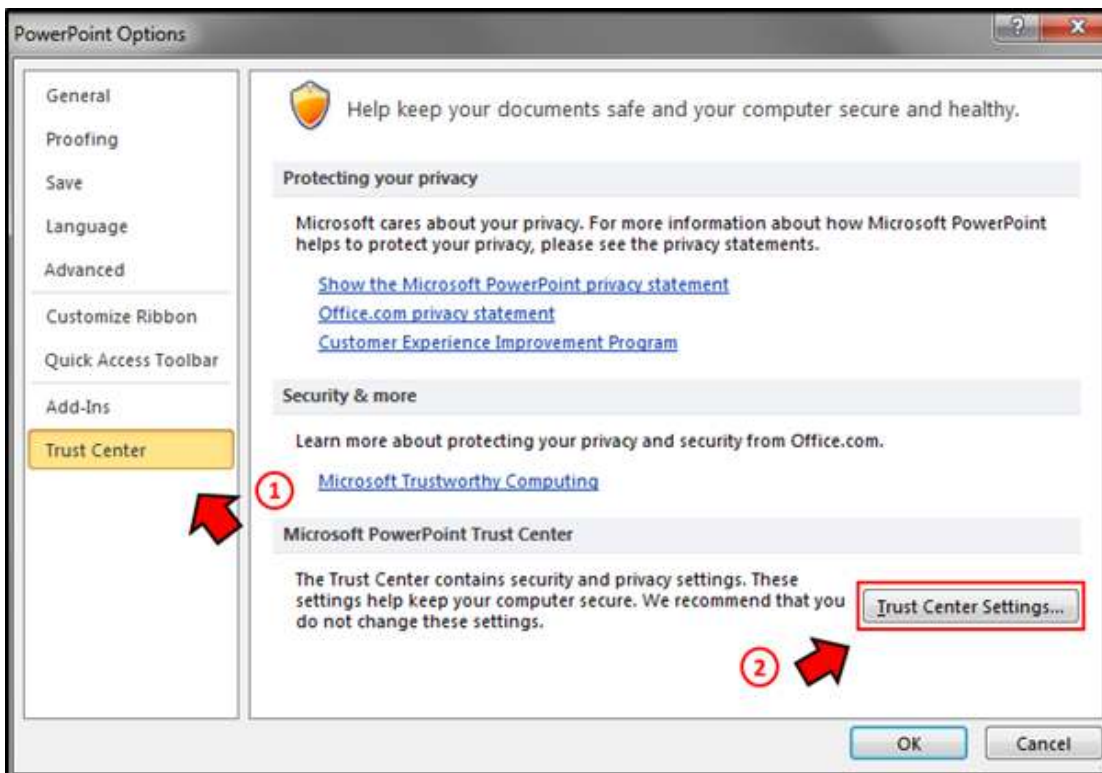 PowerPoint Options
General
Proofing
Save
Language
Advanced
Customize Ribbon
Quick Access Toolbar
Add-Ins
Trust Center
1
Help keep your documents safe and your computer secure and healthy.
Protecting your privacy
Microsoft cares about your privacy. For more information about how Microsoft PowerPoint
helps to protect your privacy, please see the privacy statements.
Show the Microsoft PowerPoint privacy statement
Office.com privacy statement
Customer Experience Improvement Program
Security & more
Learn more about protecting your privacy and security from Office.com.
Microsoft Trustworthy Computing
Microsoft PowerPoint Trust Center
The Trust Center contains security and privacy settings. These
settings help keep your computer secure. We recommend that you
do not change these settings.
Trust Center Settings...
2
OK
Cancel